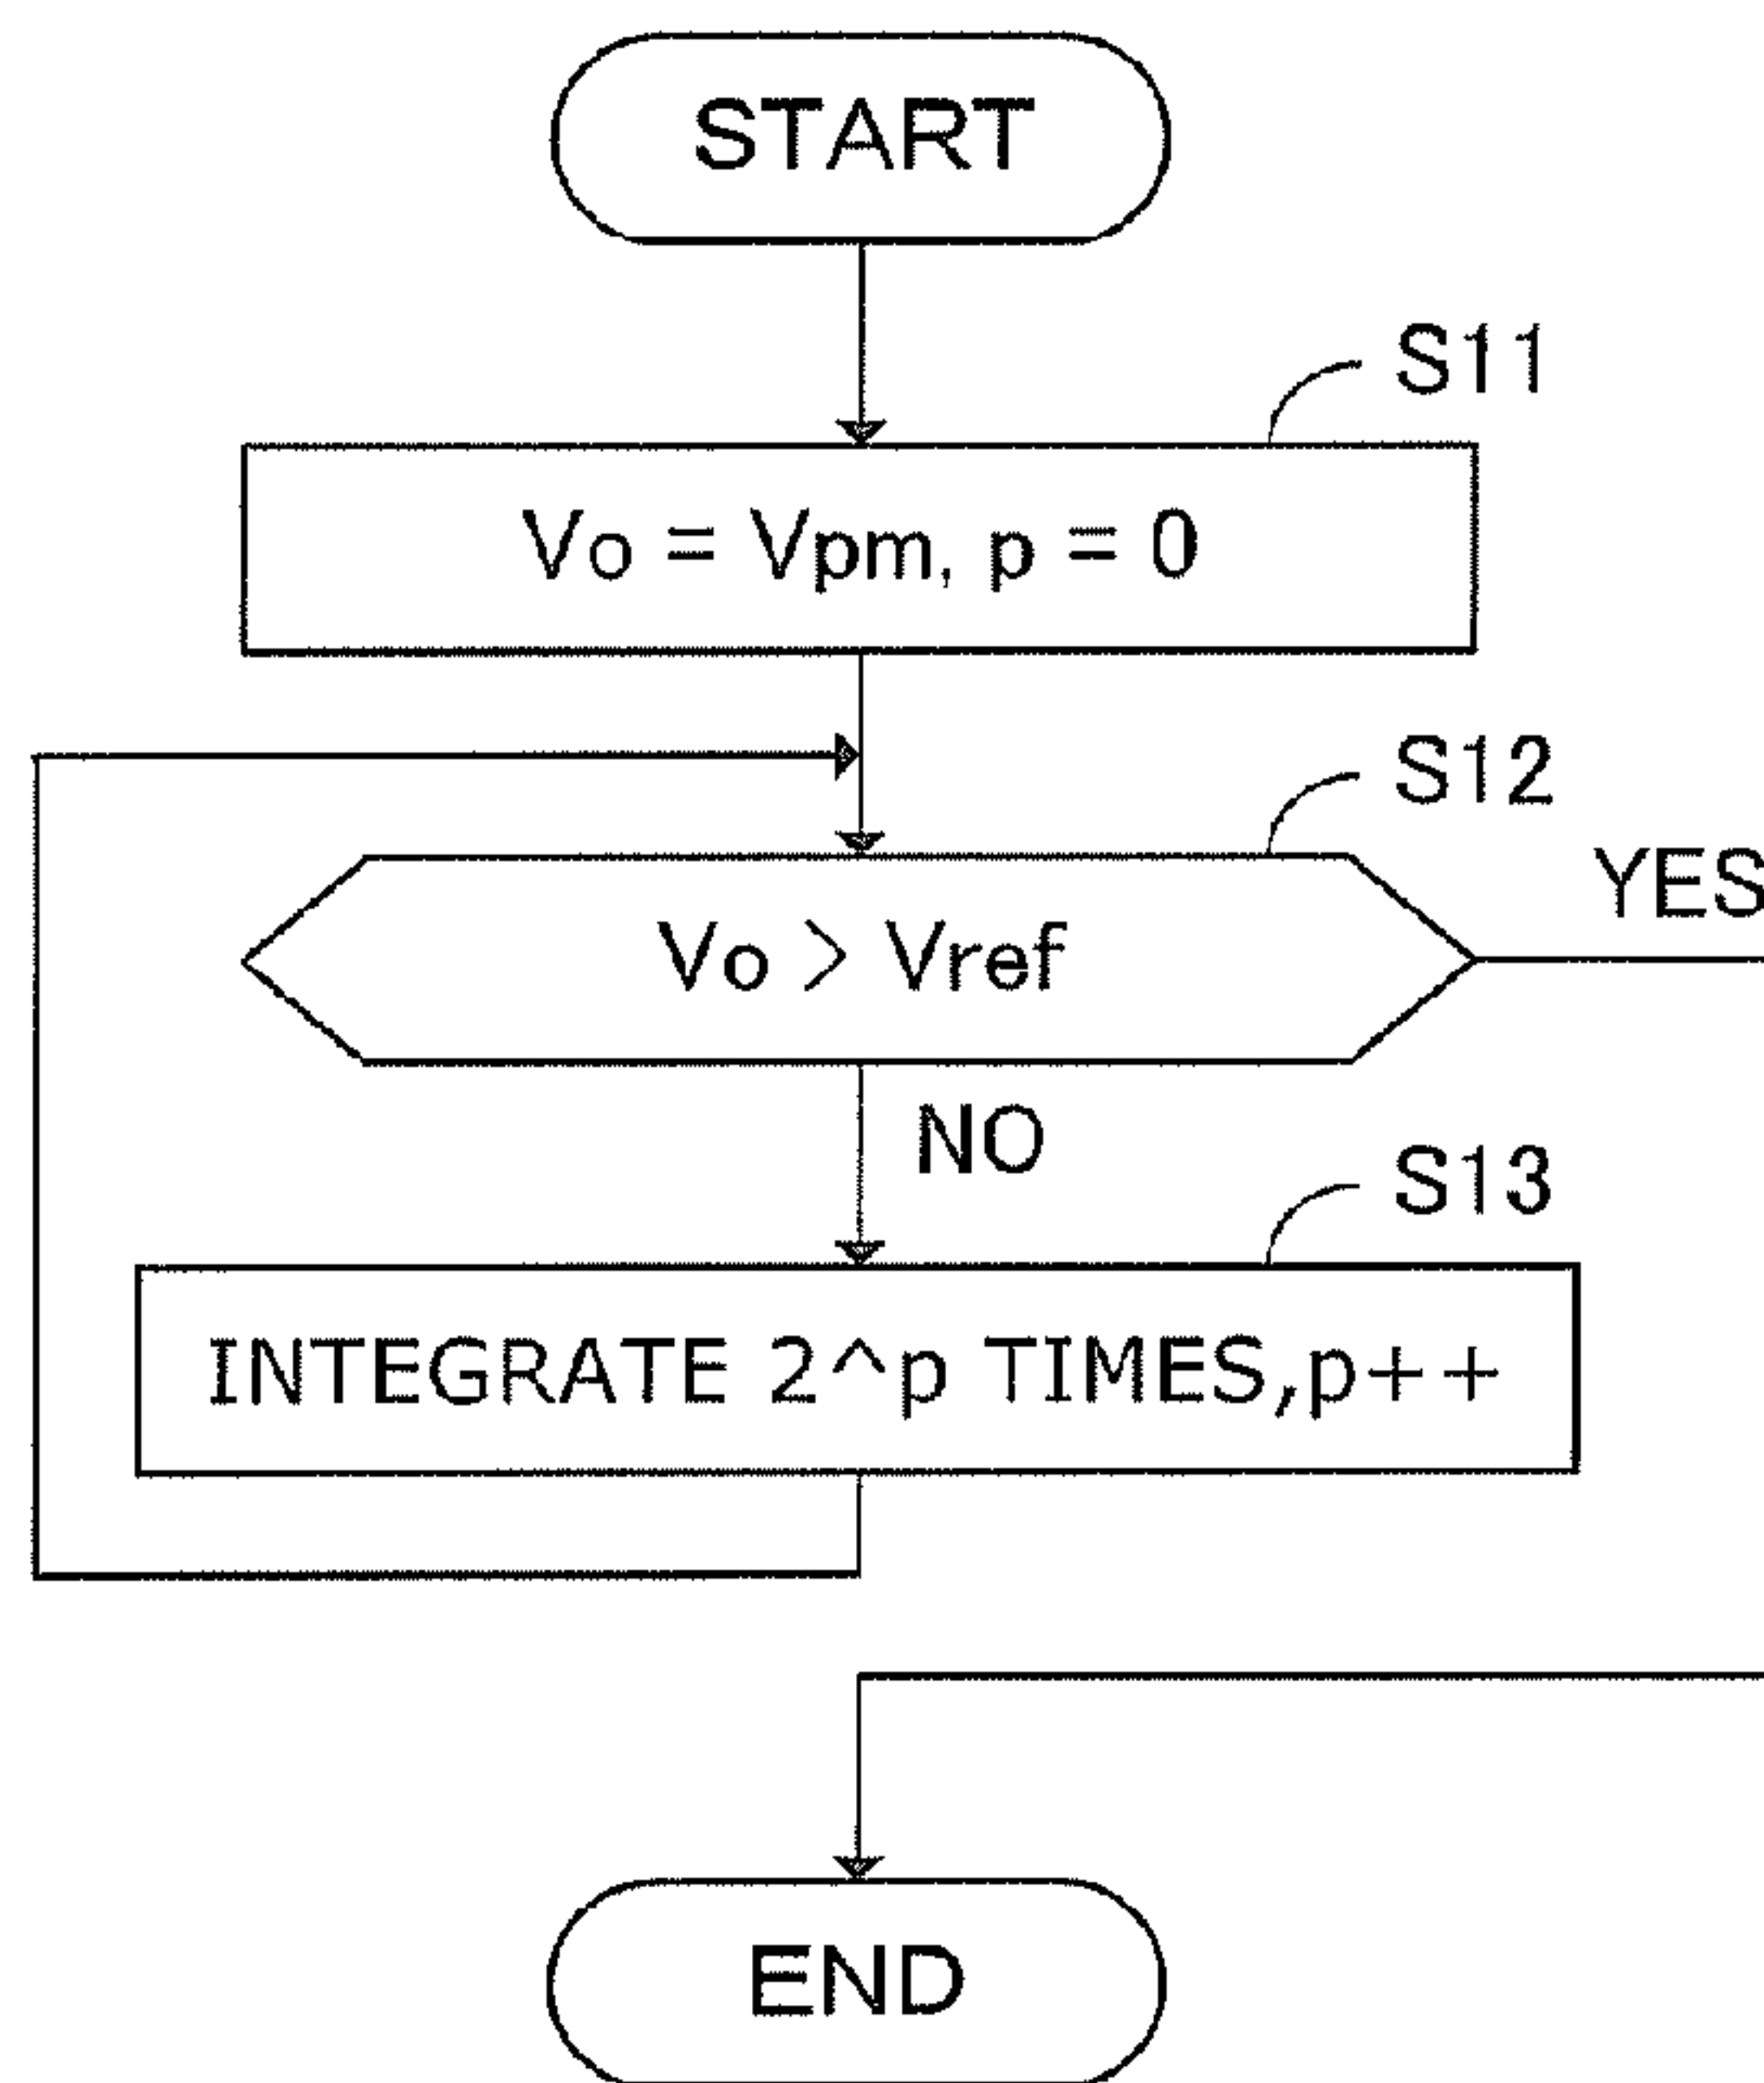 START
S11
Vo = Vpm, p = 0
S12
YES
Vo > Vref
NO
S13
INTEGRATE 2^p TIMES,p++
END